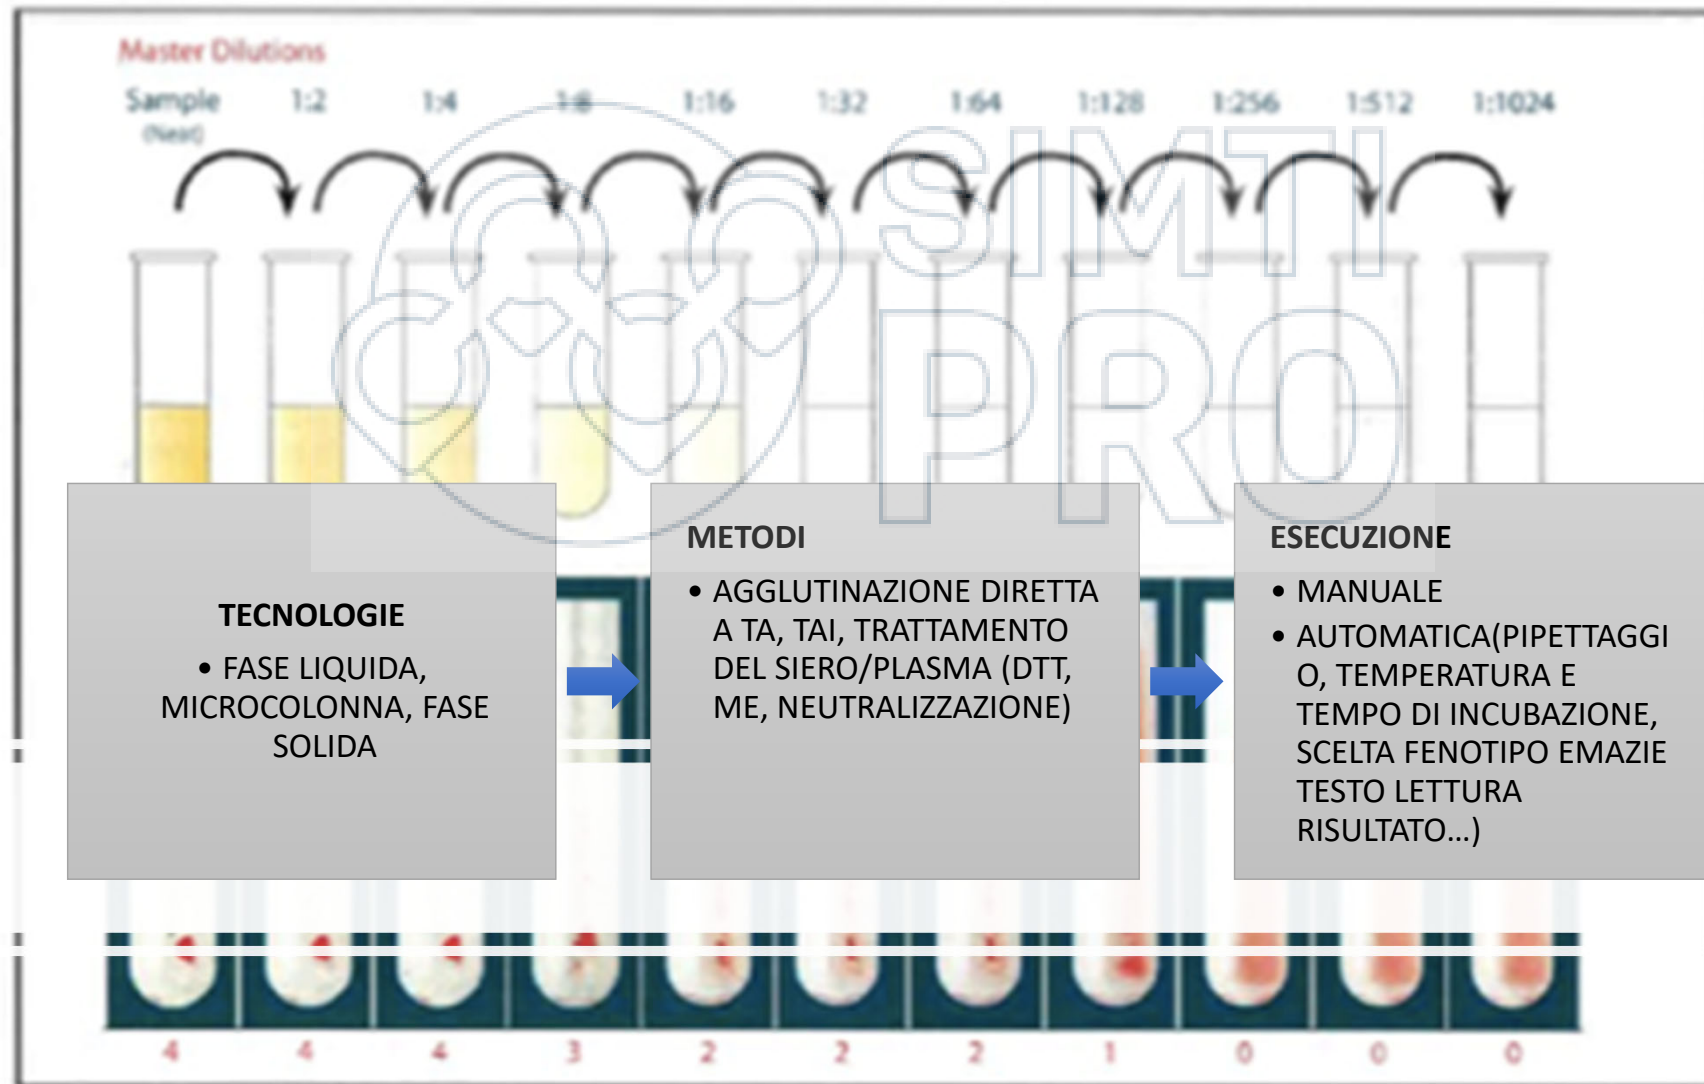 Master Dilutions
Sample 1:2 1:4 1:8 1:16 1:32 1:64 1:128 1:256 1:512 1:1024
(Neat)
SIMTI
PRO
TECNOLOGIE
• FASE LIQUIDA,
MICROCOLONNA, FASE
SOLIDA
METODI
• AGGLUTINAZIONE DIRETTA
A TA, TAI, TRATTAMENTO
DEL SIERO/PLASMA (DTT,
ME, NEUTRALIZZAZIONE)
ESECUZIONE
• MANUALE
• AUTOMATICA(PIPETTAGGI
O, TEMPERATURA E
TEMPO DI INCUBAZIONE,
SCELTA FENOTIPO EMAZIE
TESTO LETTURA
RISULTATO...)
4 4 4 3 2 2 2 1 0 0 0